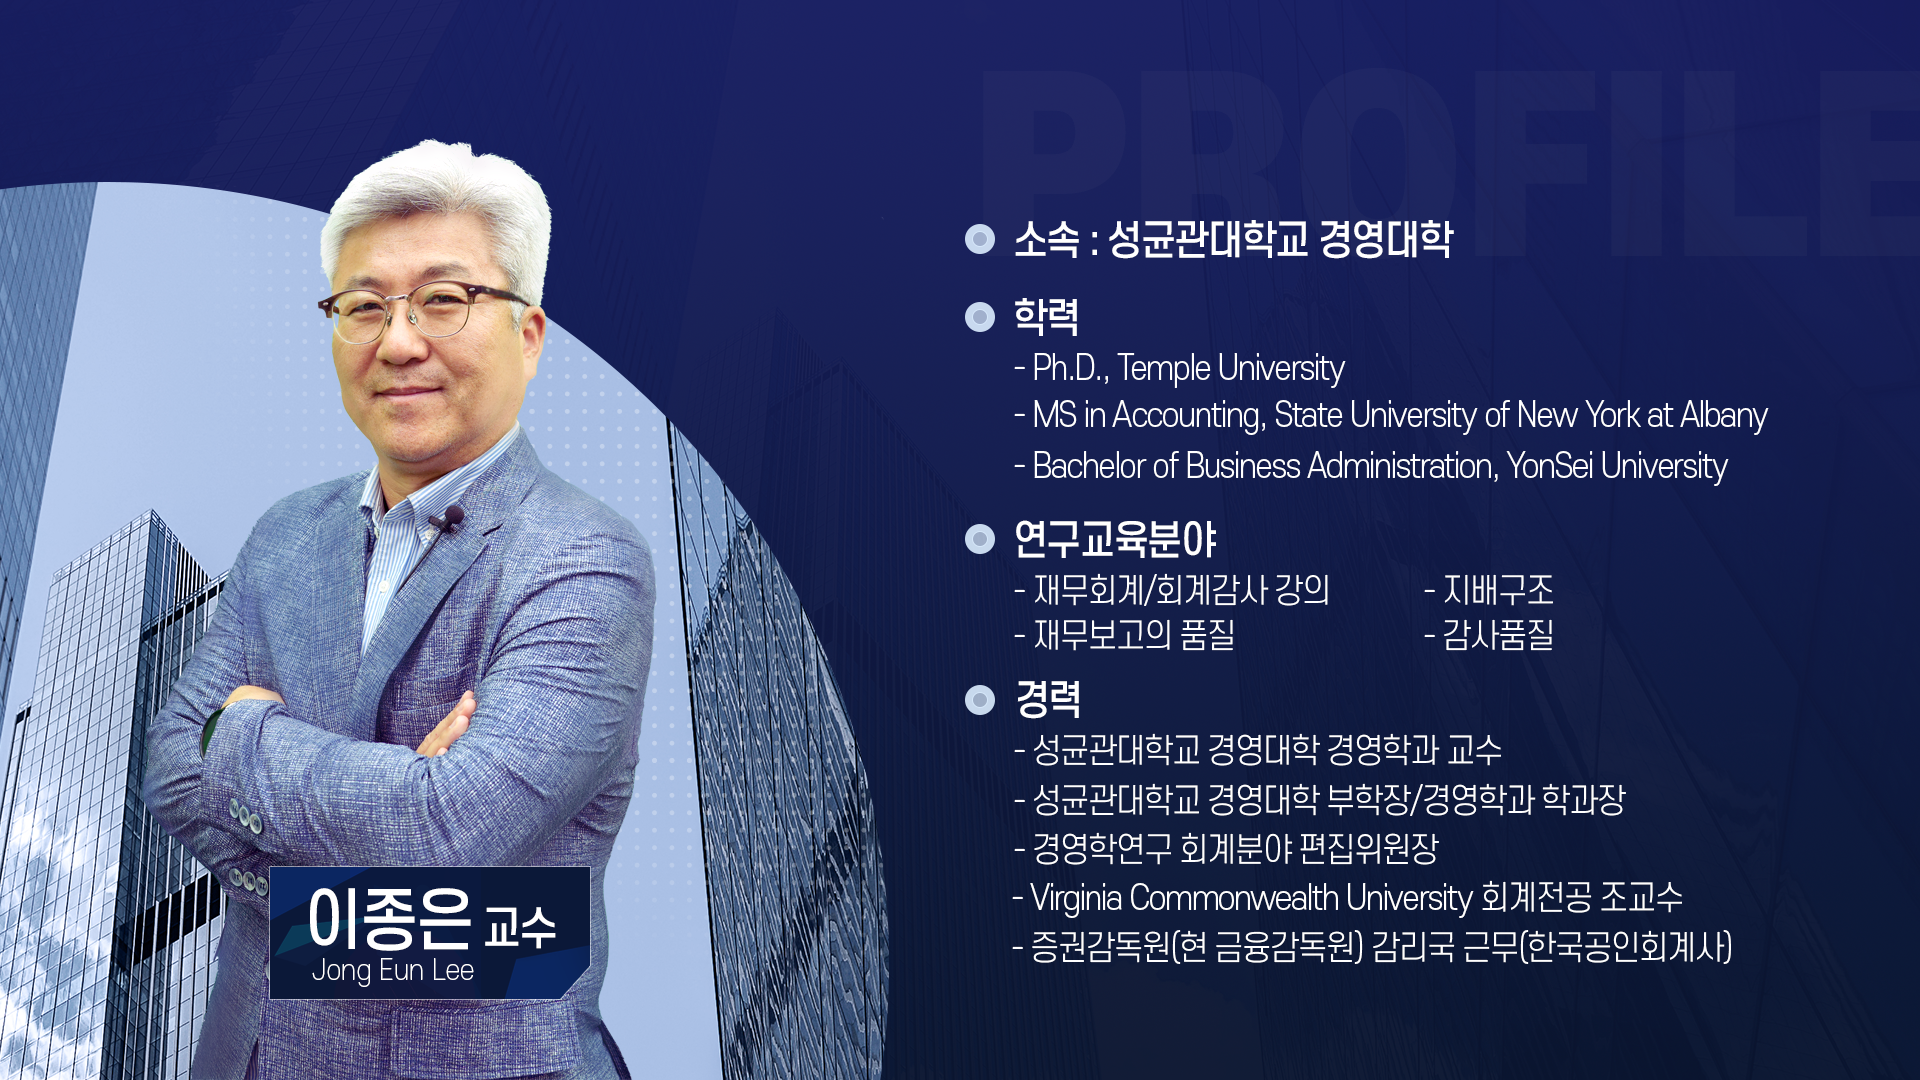 PROFILE
소속 : 성균관대학교 경영대학
학력
- Ph.D., Temple University
- MS in Accounting, State University of New York at Albany
- Bachelor of Business Administration, YonSei University
연구교육분야
- 재무회계/회계감사 강의 - 지배구조
- 재무보고의 품질 - 감사품질
경력
- 성균관대학교 경영대학 경영학과 교수
- 성균관대학교 경영대학 부학장/경영학과 학과장
- 경영학연구 회계분야 편집위원장
- Virginia Commonwealth University 회계전공 조교수
- 증권감독원(현 금융감독원) 감리국 근무(한국공인회계사)
이종은 교수
Jong Eun Lee